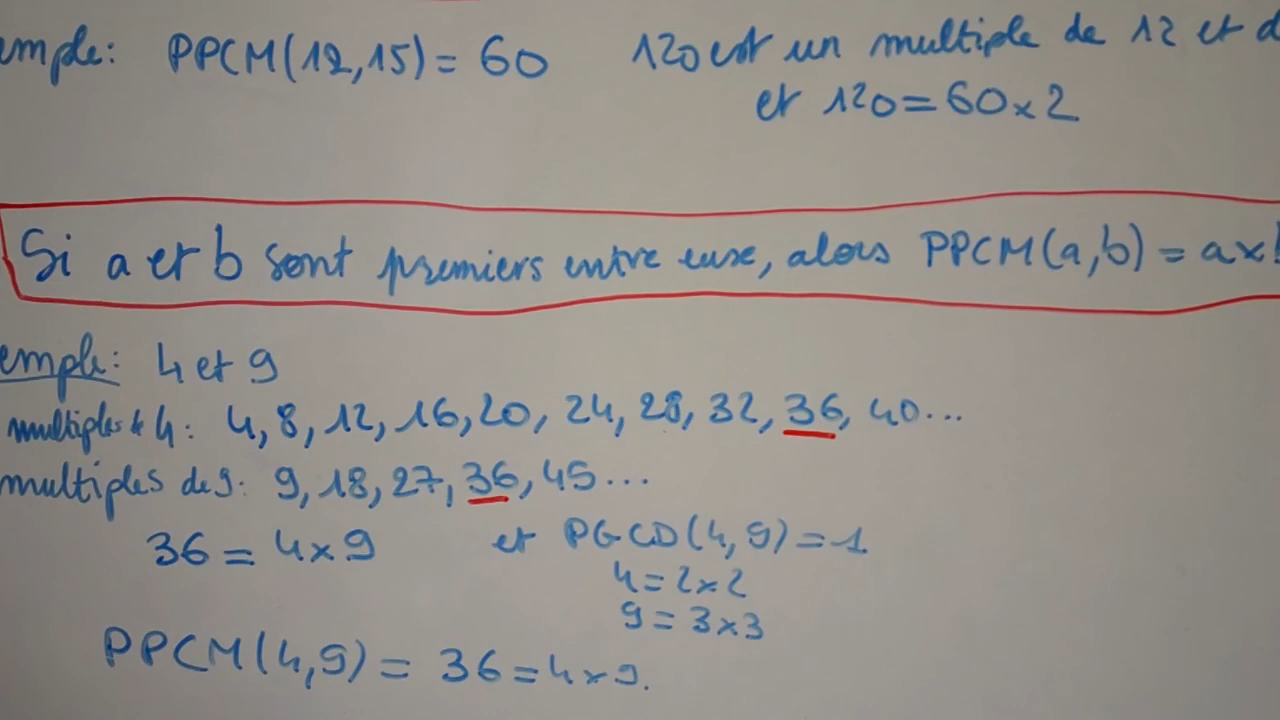 emple: PPCM(12,15) = 60 120 est un multiple de 12 et d
et 120 = 60 x 2
Si a et b sont premiers entre eux, alors PPCM(a,b) = a x b
emple: 4 et 9
multiples de 4: 4, 8, 12, 16, 20, 24, 28, 32, 36, 40...
multiples de 9: 9, 18, 27, 36, 45...
36 = 4 x 9 et PGCD(4, 9) = 1
4 = 2 x 2
9 = 3 x 3
PPCM(4,9) = 36 = 4 x 9.